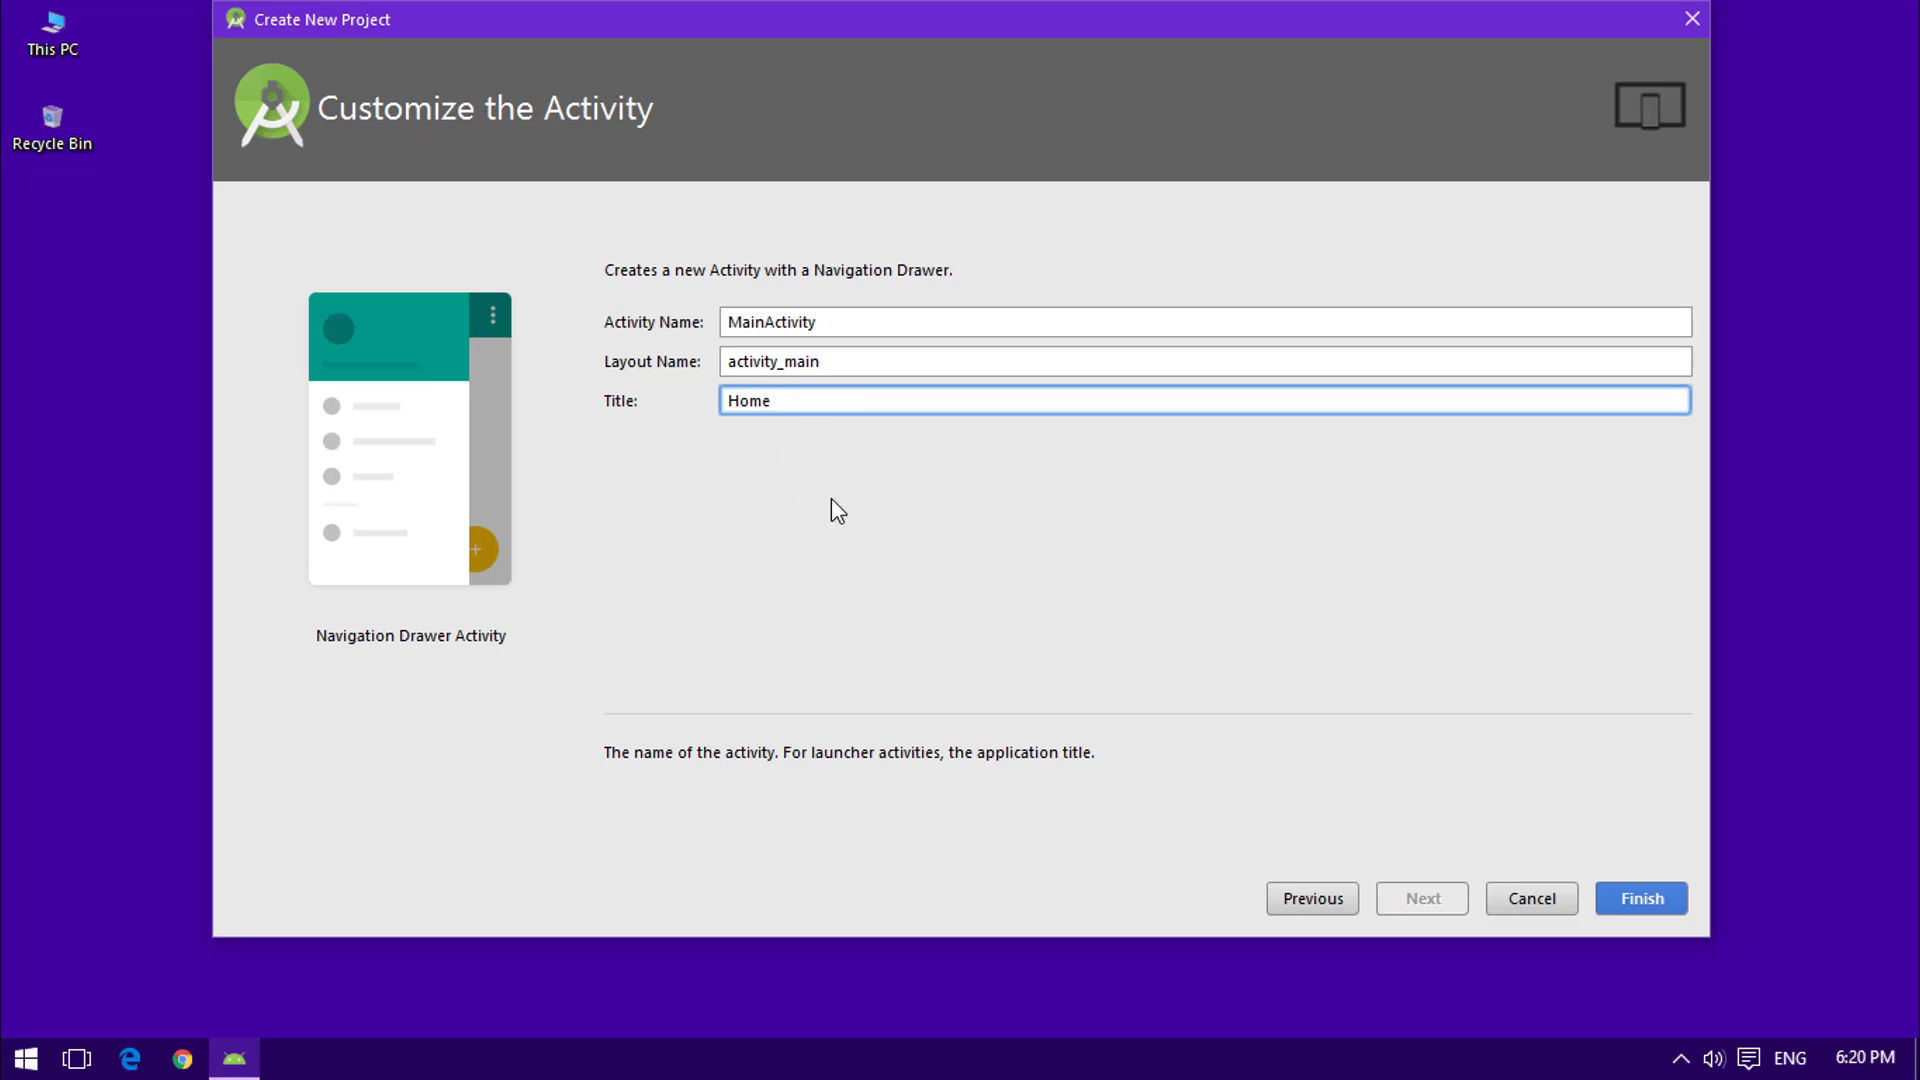 This PC
Recycle Bin
Create New Project
Customize the Activity
Creates a new Activity with a Navigation Drawer.
Activity Name: MainActivity
Layout Name: activity_main
Title: Home
Navigation Drawer Activity
The name of the activity. For launcher activities, the application title.
Previous Next Cancel Finish
ENG 6:20 PM